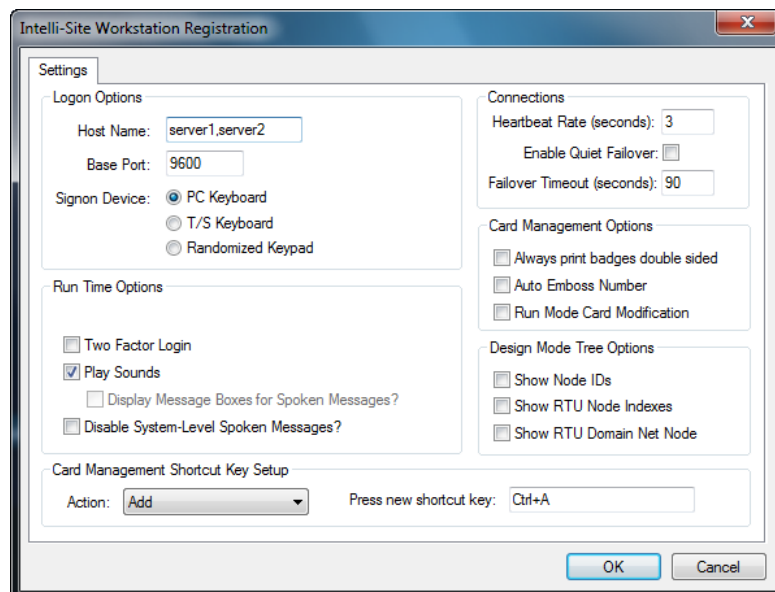 Intelli-Site Workstation Registration
Settings
Logon Options
Host Name: server1,server2
Base Port: 9600
Signon Device: PC Keyboard
T/S Keyboard
Randomized Keypad
Connections
Heartbeat Rate (seconds): 3
Enable Quiet Failover:
Failover Timeout (seconds): 90
Card Management Options
Always print badges double sided
Auto Emboss Number
Run Mode Card Modification
Run Time Options
Two Factor Login
Play Sounds
Display Message Boxes for Spoken Messages?
Disable System-Level Spoken Messages?
Design Mode Tree Options
Show Node IDs
Show RTU Node Indexes
Show RTU Domain Net Node
Card Management Shortcut Key Setup
Action: Add Press new shortcut key: Ctrl+A
OK Cancel